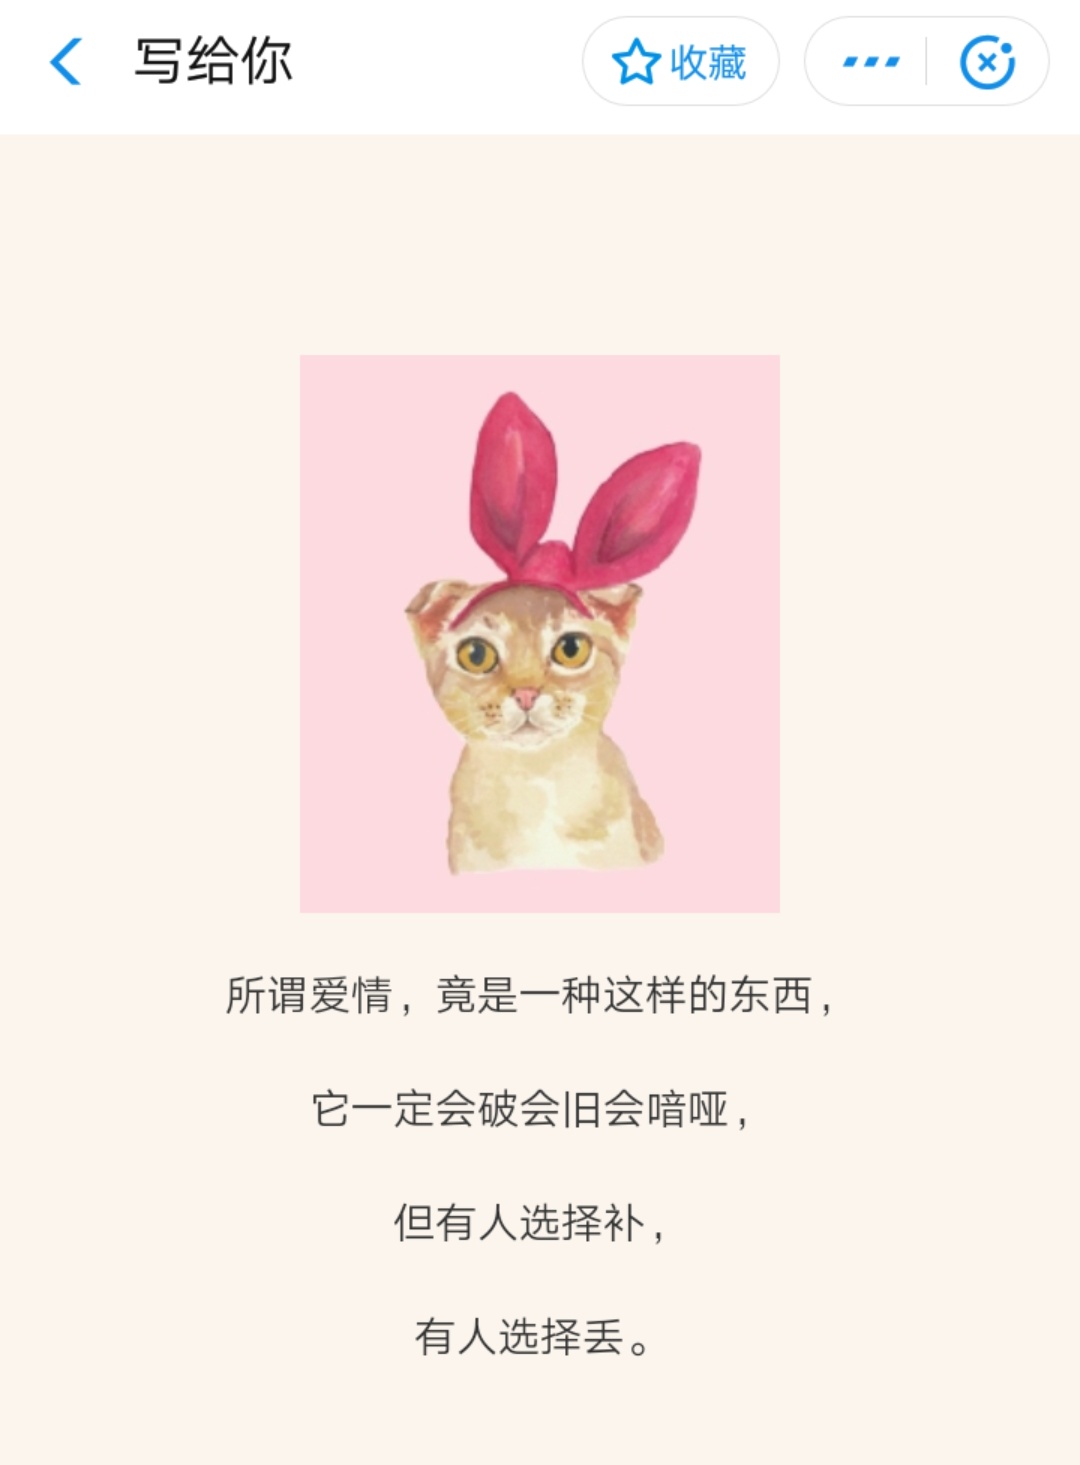 写给你
收藏
所谓爱情，竟是一种这样的东西，
它一定会破会旧会喑哑，
但有人选择补，
有人选择丢。